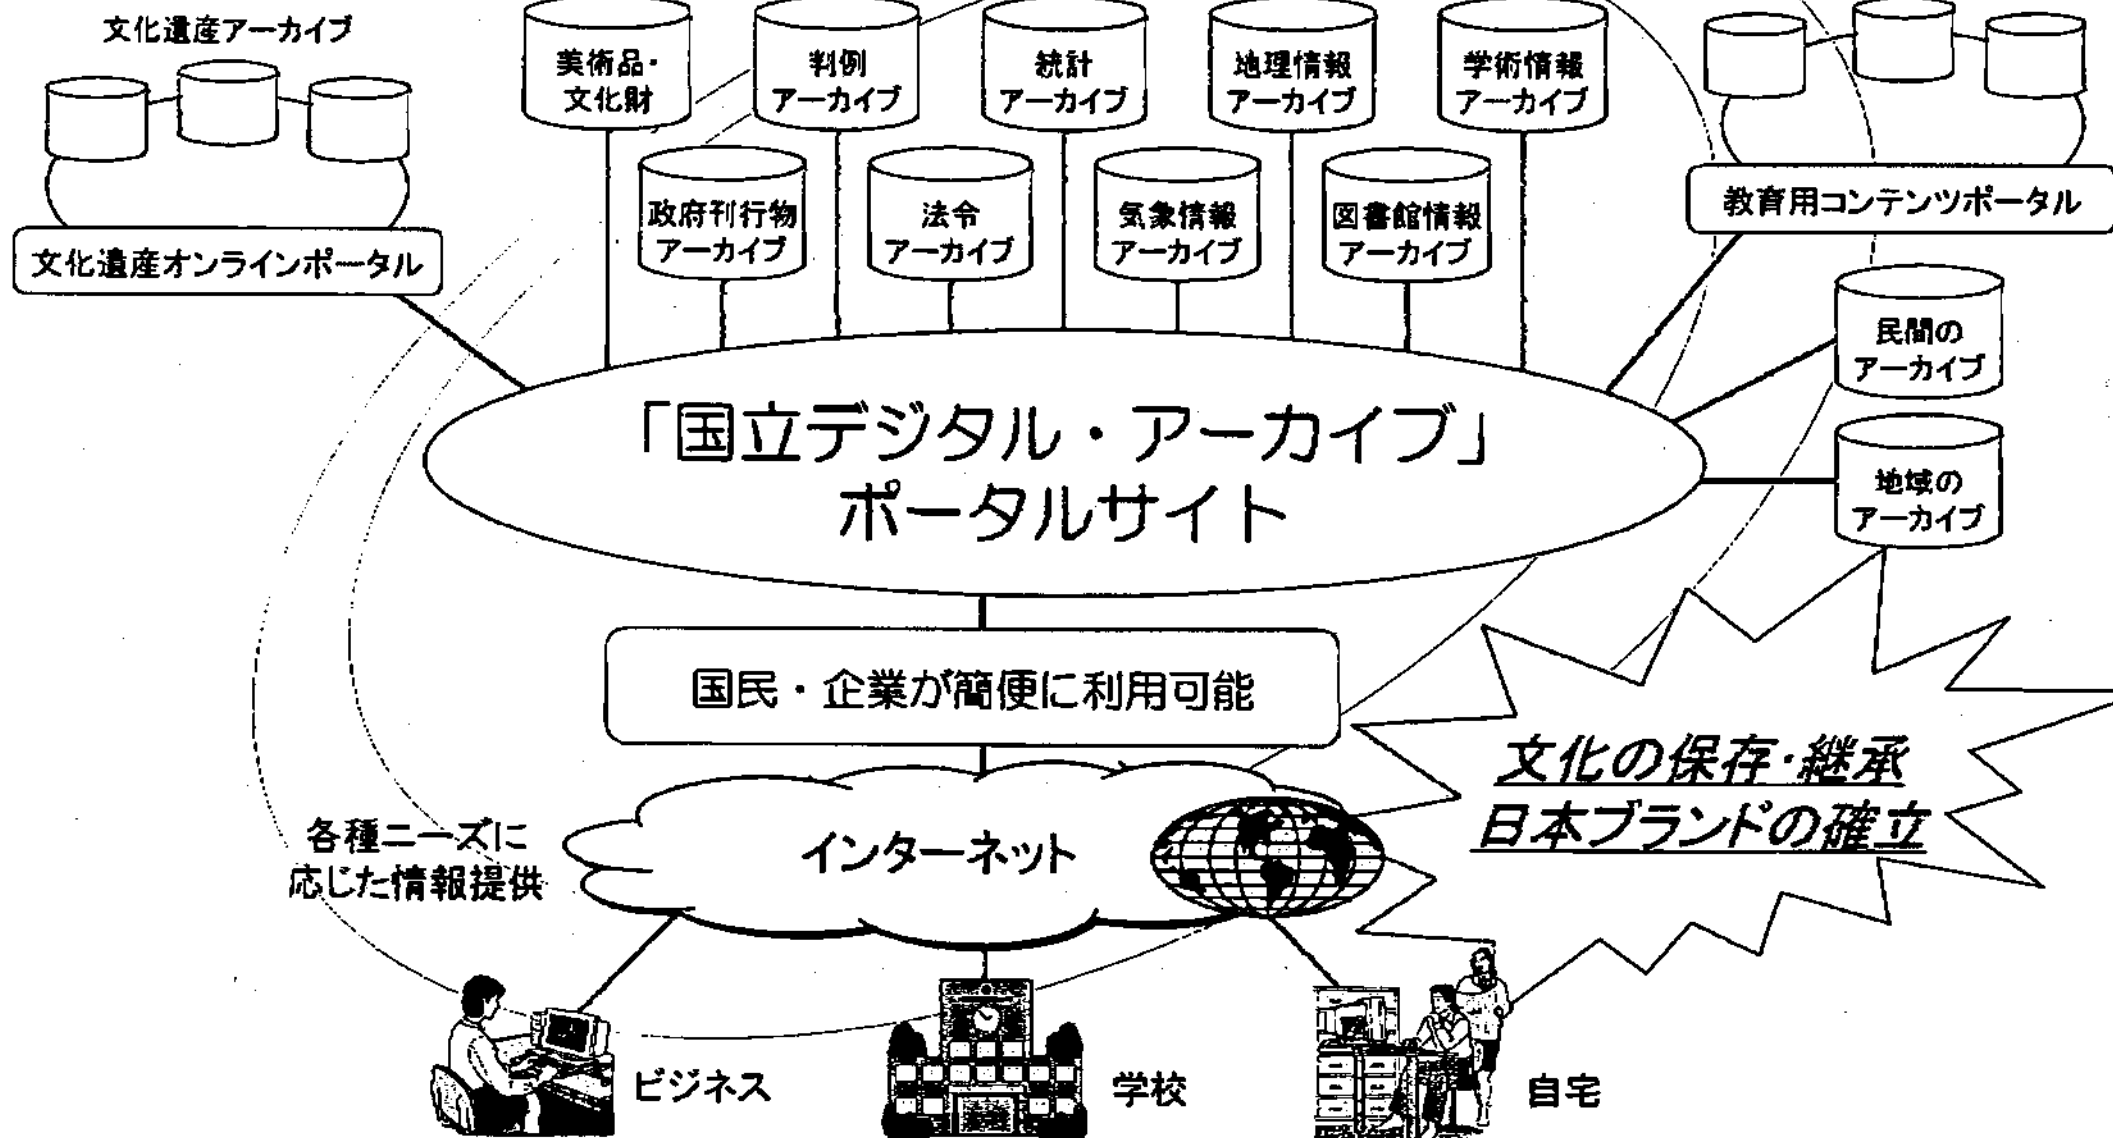 文化遺産アーカイブ
美術品・
文化財
判例
アーカイブ
統計
アーカイブ
地理情報
アーカイブ
学術情報
アーカイブ
政府刊行物
アーカイブ
法令
アーカイブ
気象情報
アーカイブ
図書館情報
アーカイブ
文化遺産オンラインポータル
教育用コンテンツポータル
民間の
アーカイブ
地域の
アーカイブ
「国立デジタル・アーカイブ」
ポータルサイト
国民・企業が簡便に利用可能
文化の保存・継承
日本ブランドの確立
各種ニーズに
応じた情報提供
インターネット
ビジネス
学校
自宅